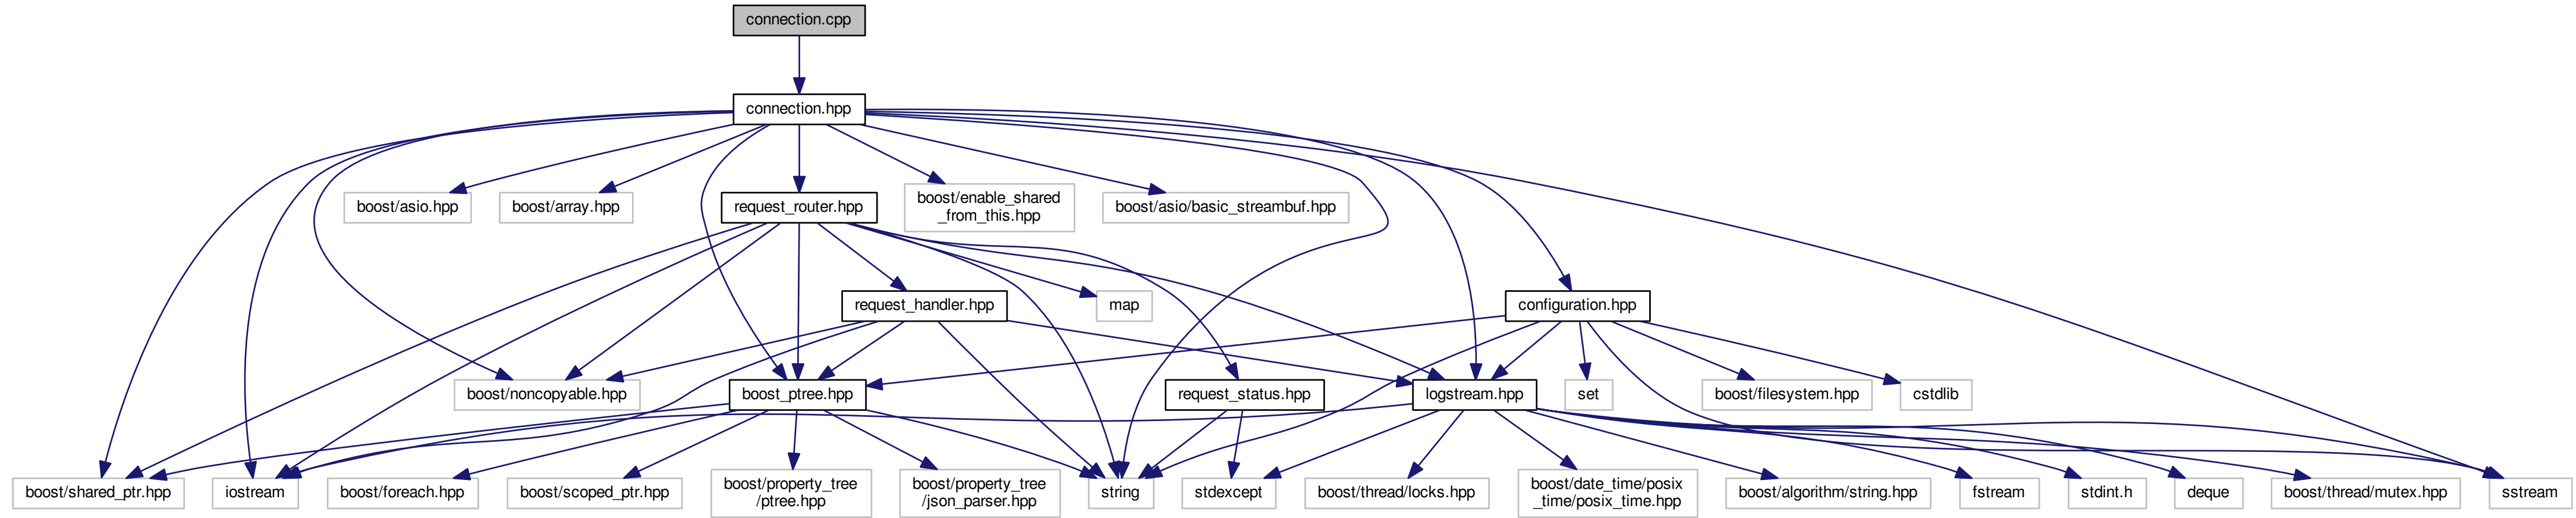 connection.cpp
connection.hpp
boost/asio.hpp
boost/array.hpp
request_router.hpp
boost/enable_shared
_from_this.hpp
boost/asio/basic_streambuf.hpp
request_handler.hpp
map
configuration.hpp
boost/noncopyable.hpp
boost_ptree.hpp
request_status.hpp
logstream.hpp
set
boost/filesystem.hpp
cstdlib
boost/shared_ptr.hpp
iostream
boost/foreach.hpp
boost/scoped_ptr.hpp
boost/property_tree
/ptree.hpp
boost/property_tree
/json_parser.hpp
string
stdexcept
boost/thread/locks.hpp
boost/date_time/posix
_time/posix_time.hpp
boost/algorithm/string.hpp
fstream
stdint.h
deque
boost/thread/mutex.hpp
sstream